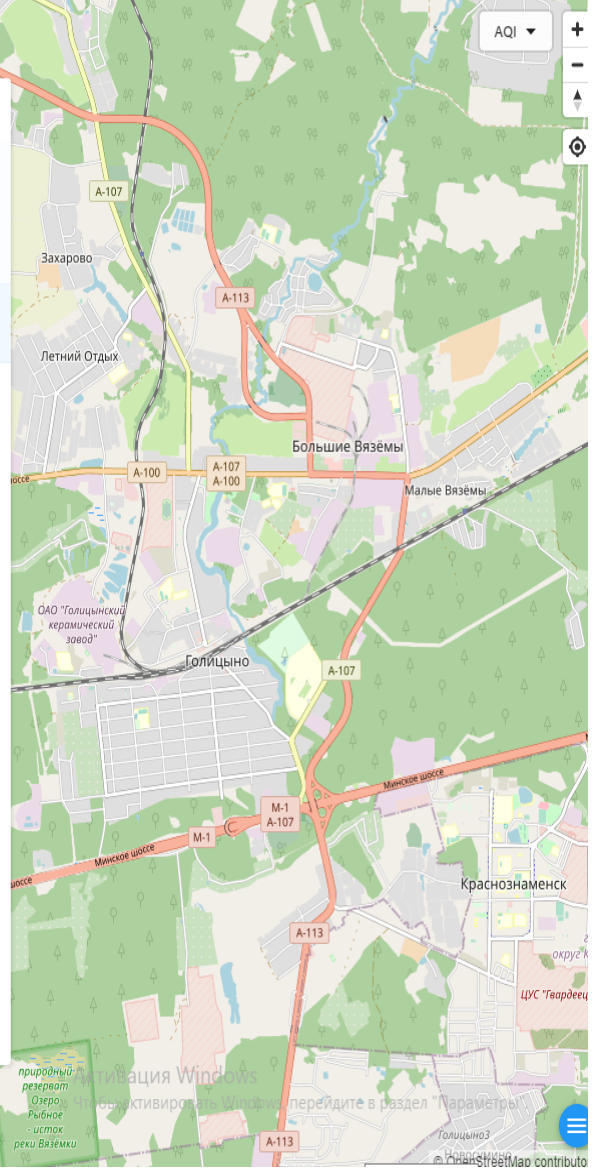 AQI
A-107
Захарово
A-113
Летний Отдых
Большие Вязёмы
A-107
A-100
A-100
шоссе
Малые Вязёмы
ОАО "Голицынский
керамический
завод"
Голицыно
A-107
Минское шоссе
М-1
A-107
М-1
Минское шоссе
шоссе
Краснознаменск
A-113
округ К
ЦУС "Гвардеец
природный
резерват
Озеро
Рыбное
- исток
реки Вязёмки
Активация Windows
Чтобы активировать Windows, перейдите в раздел "Параметры".
Голицыно3
Новосумино
A-113
© OpenStreetMap contributo